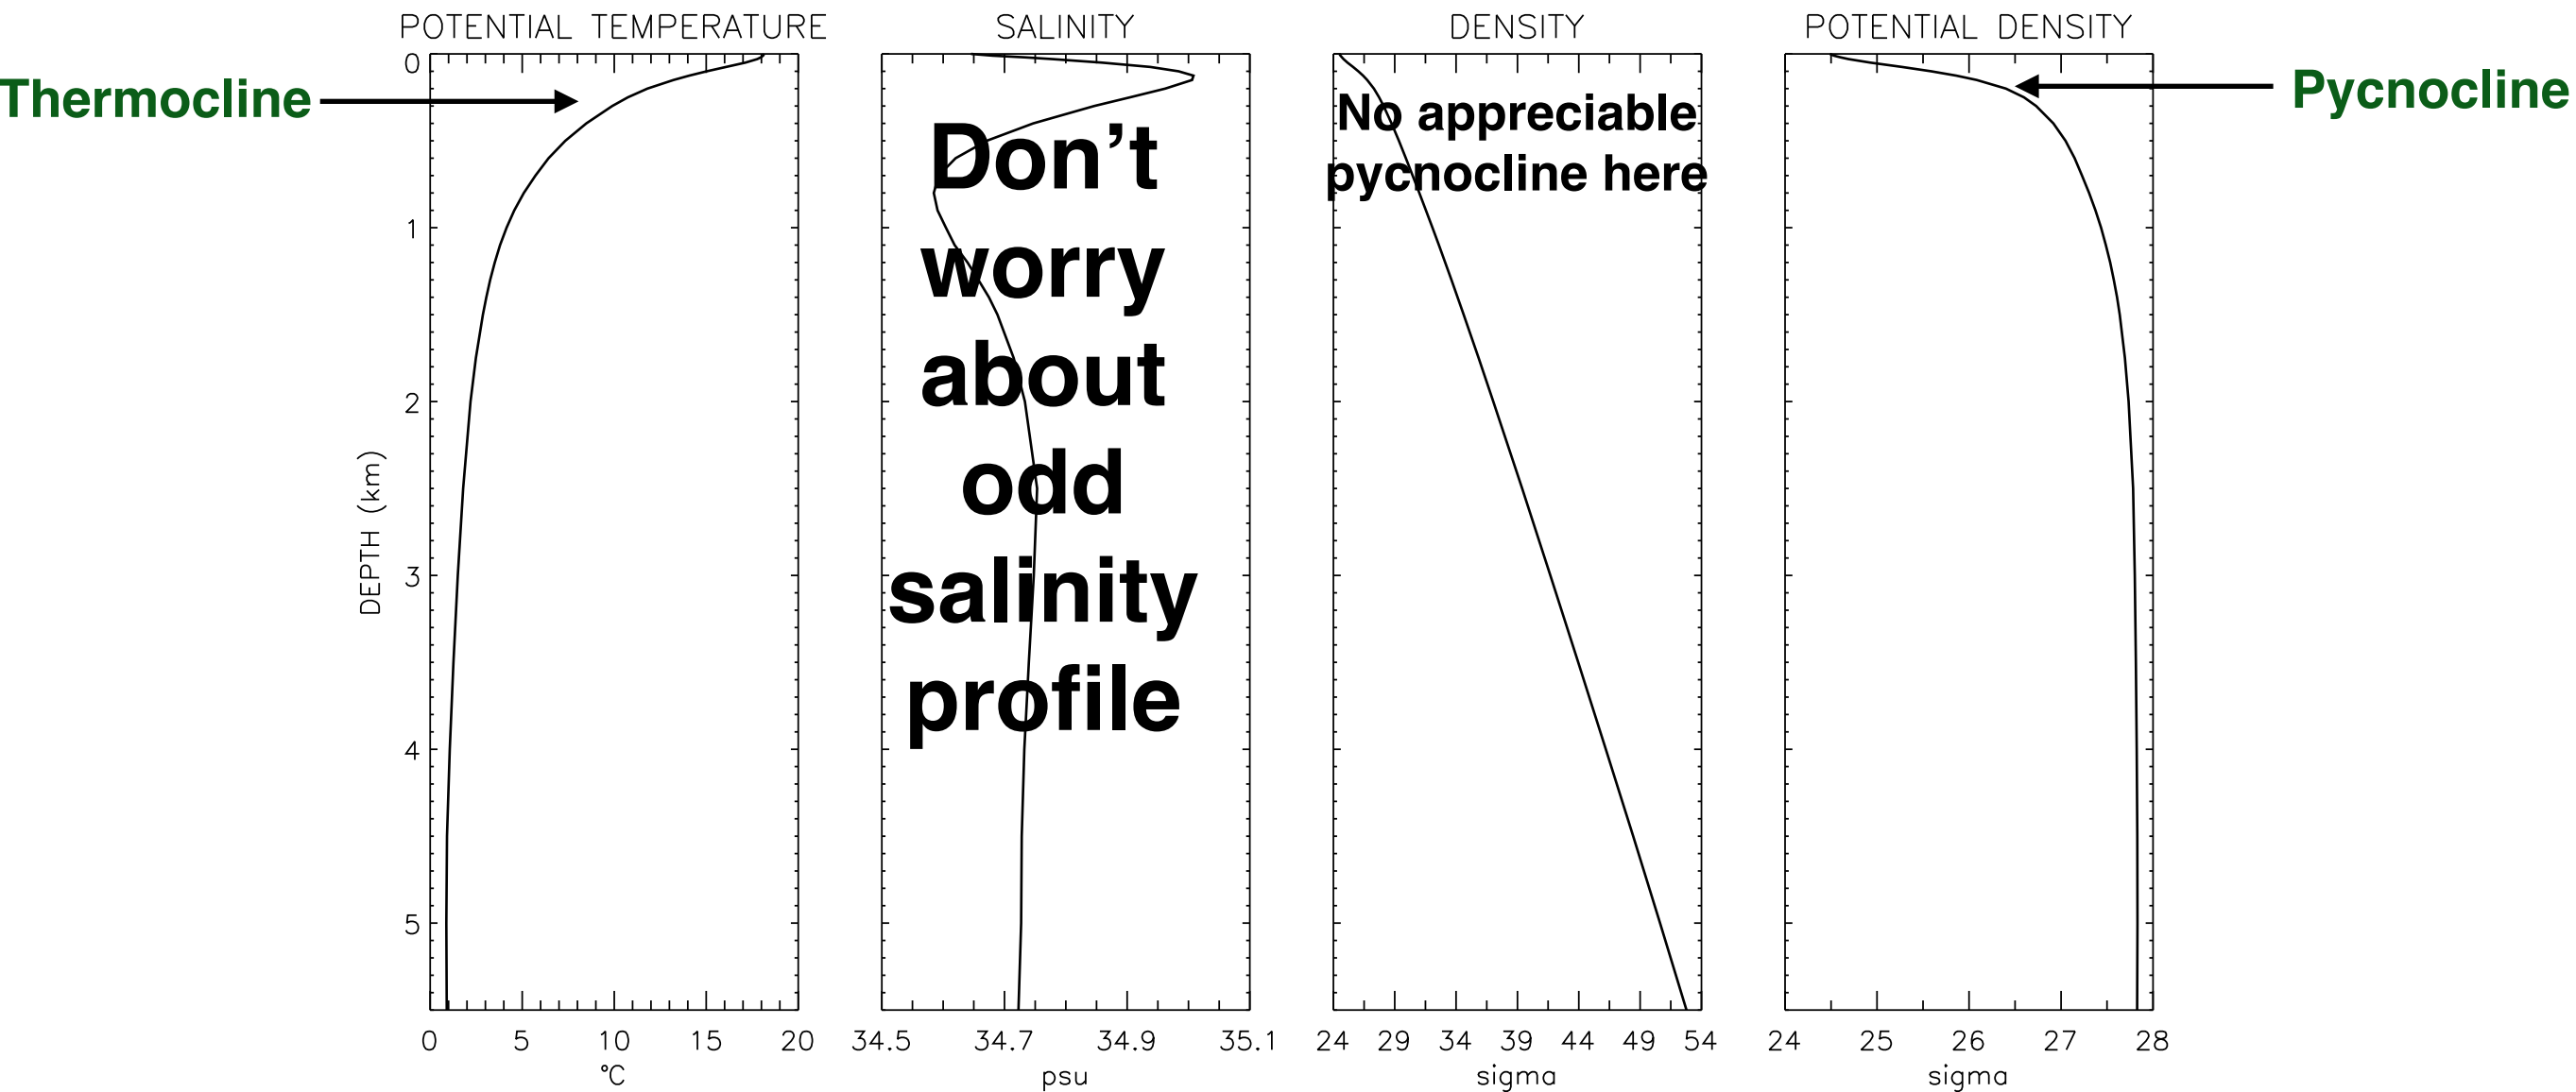 POTENTIAL TEMPERATURE
SALINITY
DENSITY
POTENTIAL DENSITY
Thermocline
Pycnocline
0
1
2
3
4
5
DEPTH (km)
Don't
worry
about
odd
salinity
profile
No appreciable
pycnocline here
0 5 10 15 20
°C
34.5 34.7 34.9 35.1
psu
24 29 34 39 44 49 54
sigma
24 25 26 27 28
sigma